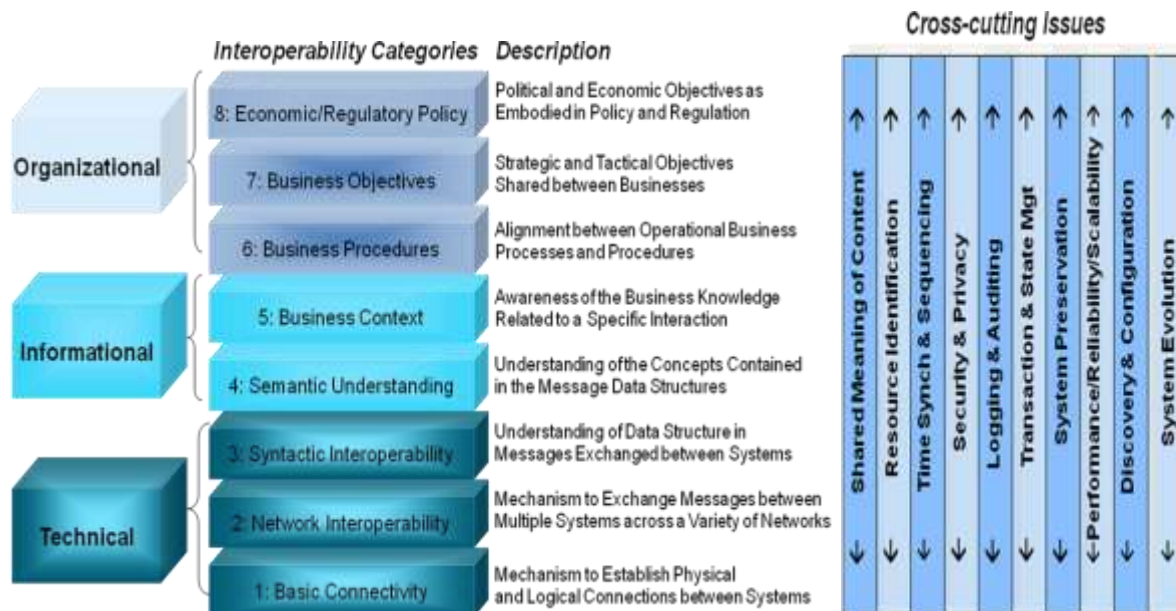 Cross-cutting Issues
Interoperability Categories
Description
Organizational
8: Economic/Regulatory Policy
Political and Economic Objectives as
Embodied in Policy and Regulation
7: Business Objectives
Strategic and Tactical Objectives
Shared between Businesses
6: Business Procedures
Alignment between Operational Business
Processes and Procedures
Informational
5: Business Context
Awareness of the Business Knowledge
Related to a Specific Interaction
4: Semantic Understanding
Understanding of the Concepts Contained
in the Message Data Structures
Technical
3: Syntactic Interoperability
Understanding of Data Structure in
Messages Exchanged between Systems
2: Network Interoperability
Mechanism to Exchange Messages between
Multiple Systems across a Variety of Networks
1: Basic Connectivity
Mechanism to Establish Physical
and Logical Connections between Systems
Shared Meaning of Content
Resource Identification
Time Synch & Sequencing
Security & Privacy
Logging & Auditing
Transaction & State Mgt
System Preservation
Performance/Reliability/Scalability
Discovery & Configuration
System Evolution